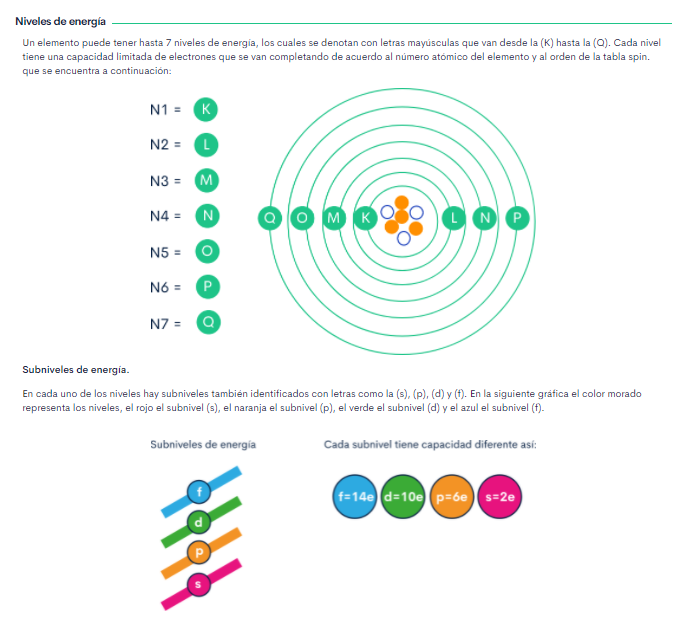 Niveles de energía
Un elemento puede tener hasta 7 niveles de energía, los cuales se denotan con letras mayúsculas que van desde la (K) hasta la (Q). Cada nivel
tiene una capacidad limitada de electrones que se van completando de acuerdo al número atómico del elemento y al orden de la tabla spin.
que se encuentra a continuación:
N1 = K
N2 = L
N3 = M
N4 = N
N5 = O
N6 = P
N7 = Q
Q O M K L N P
Subniveles de energía.
En cada uno de los niveles hay subniveles también identificados con letras como la (s), (p), (d) y (f). En la siguiente gráfica el color morado
representa los niveles, el rojo el subnivel (s), el naranja el subnivel (p), el verde el subnivel (d) y el azul el subnivel (f).
Subniveles de energía
f
d
p
s
Cada subnivel tiene capacidad diferente así:
f=14e d=10e p=6e s=2e